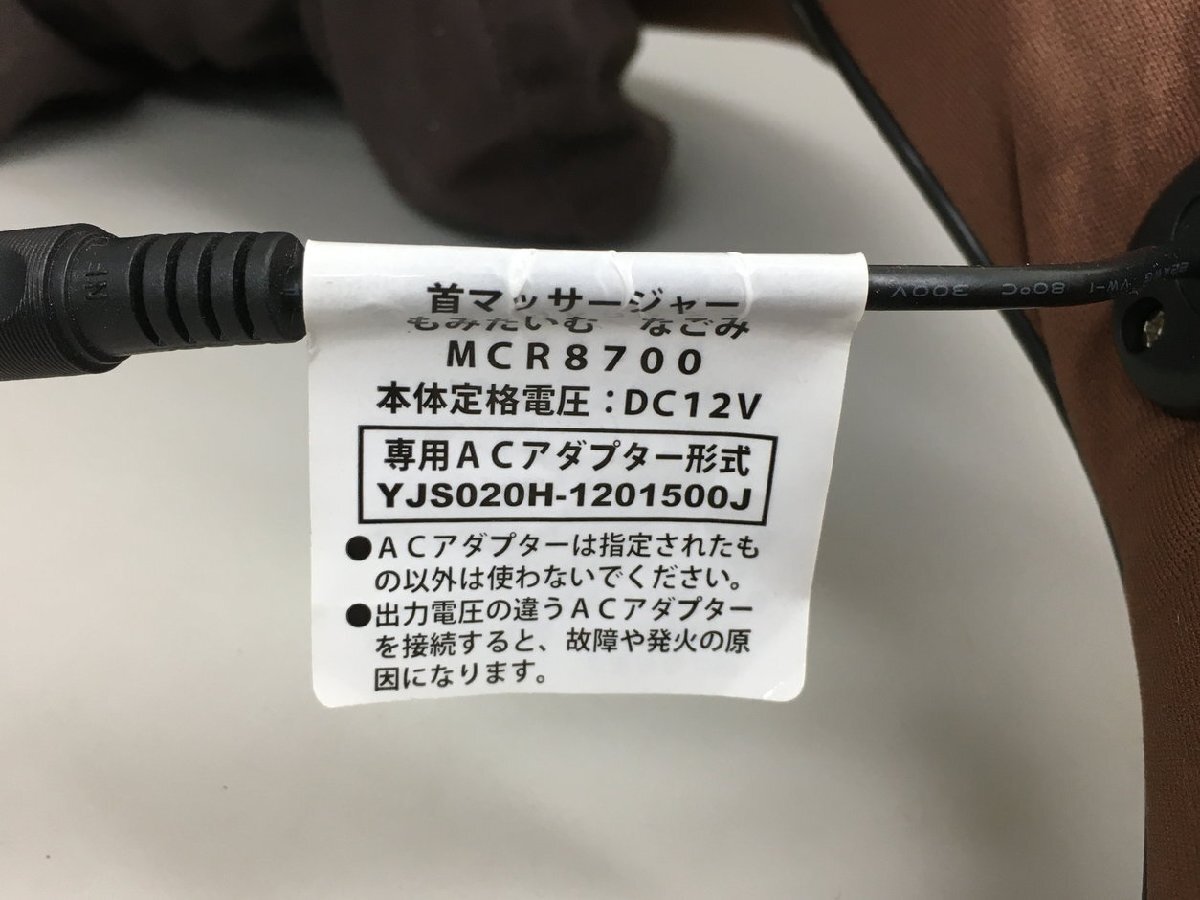 首マッサージャー
もみたいむ なごみ
MCR8700
本体定格電圧：DC12V
専用ACアダプター形式
YJS020H-1201500J
●ACアダプターは指定されたも
の以外は使わないでください。
●出力電圧の違うACアダプター
を接続すると、故障や発火の原
因になります。
IN
300V
80°C
VW-1